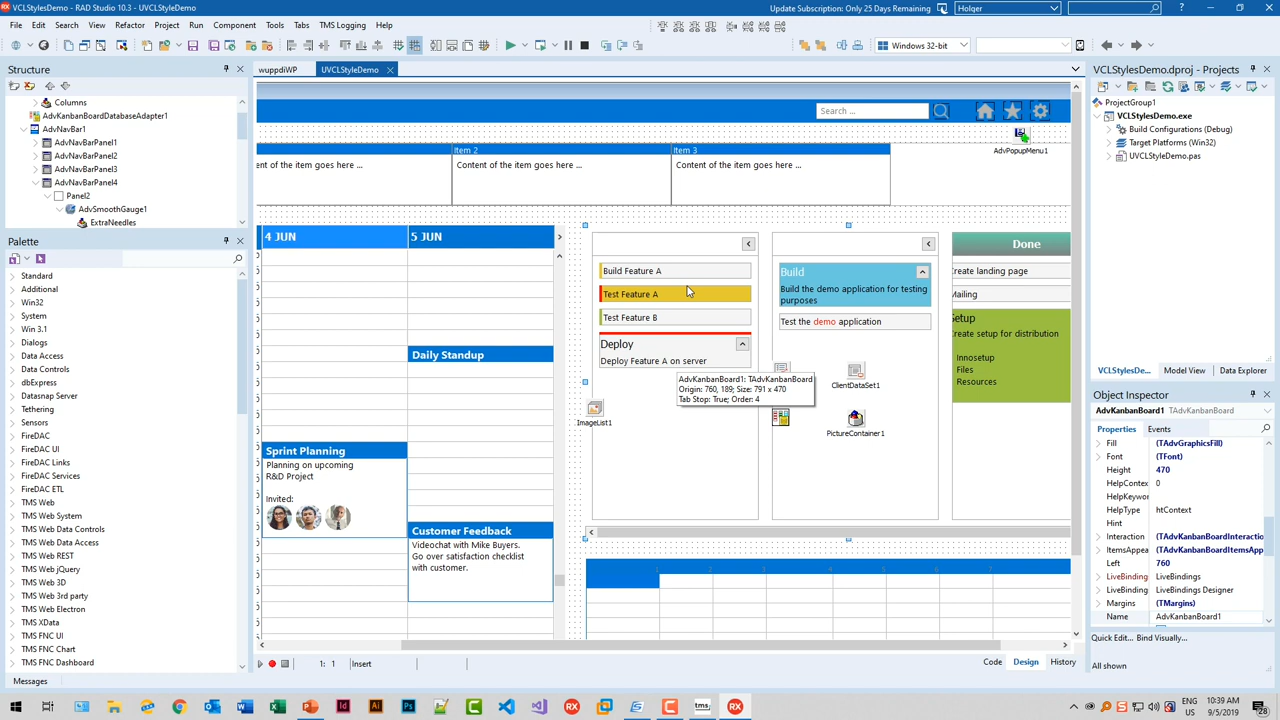 VCLStylesDemo - RAD Studio 10.3 - UVCLStyleDemo
Update Subscription: Only 25 Days Remaining
Holger
File Edit Search View Refactor Project Run Component Tools Tabs TMS Logging Help
Windows 32-bit
Structure
Columns
AdvKanbanBoardDatabaseAdapter1
AdvNavBar1
AdvNavBarPanel1
AdvNavBarPanel2
AdvNavBarPanel3
AdvNavBarPanel4
Panel2
AdvSmoothGauge1
ExtraNeedles
Palette
Standard
Additional
Win32
System
Win 3.1
Dialogs
Data Access
Data Controls
dbExpress
Datasnap Server
Tethering
Sensors
FireDAC
FireDAC UI
FireDAC Links
FireDAC Services
FireDAC ETL
TMS Web
TMS Web System
TMS Web Data Controls
TMS Web Data Access
TMS Web REST
TMS Web jQuery
TMS Web 3D
TMS Web 3rd party
TMS Web Electron
TMS XData
TMS FNC UI
TMS FNC Chart
TMS FNC Dashboard
Messages
wuppdiWP
UVCLStyleDemo
Search ...
AdvPopupMenu1
Item 2
Item 3
ent of the item goes here ...
Content of the item goes here ...
Content of the item goes here ...
4 JUN
5 JUN
Daily Standup
Sprint Planning
Planning on upcoming
R&D Project
Invited:
Customer Feedback
Videochat with Mike Buyers.
Go over satisfaction checklist
with customer.
Build Feature A
Test Feature A
Test Feature B
Deploy
Deploy Feature A on server
AdvKanbanBoard1: TAdvKanbanBoard
Origin: 760, 189; Size: 791 x 470
Tab Stop: True; Order: 4
ImageList1
Build
Build the demo application for testing
purposes
Test the demo application
ClientDataSet1
PictureContainer1
Done
Create landing page
Mailing
Setup
Create setup for distribution
Innosetup
Files
Resources
1 2 3 4 5 6 7
1: 1
Insert
Code
Design
History
VCLStylesDemo.dproj - Projects
ProjectGroup1
VCLStylesDemo.exe
Build Configurations (Debug)
Target Platforms (Win32)
UVCLStyleDemo.pas
VCLStylesDe...
Model View
Data Explorer
Object Inspector
AdvKanbanBoard1 TAdvKanbanBoard
Properties
Events
Fill (TAdvGraphicsFill)
Font (TFont)
Height 470
HelpContex 0
HelpKeywor
HelpType htContext
Hint
Interaction (TAdvKanbanBoardInteractio
ItemsAppea (TAdvKanbanBoardItemsApp
Left 760
LiveBinding LiveBindings
LiveBinding LiveBindings Designer
Margins (TMargins)
Name AdvKanbanBoard1
Quick Edit... Bind Visually...
All shown
ENG
US
10:39 AM
9/5/2019
28